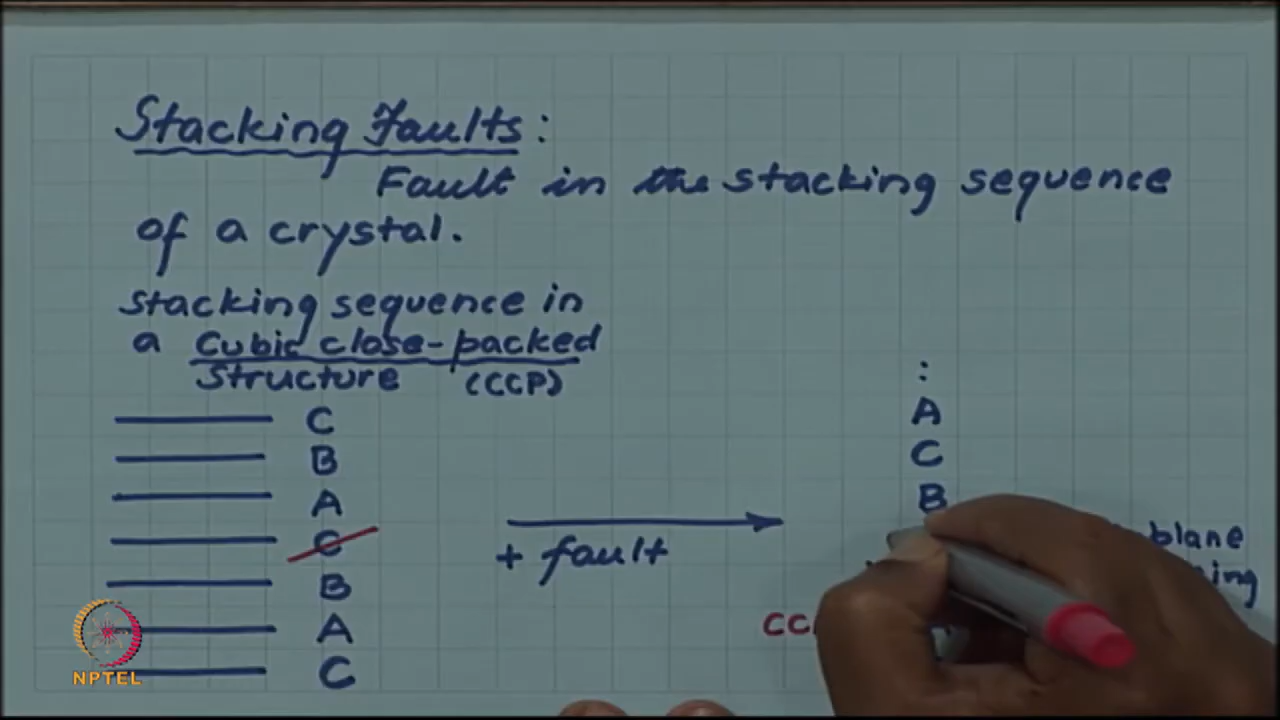 Stacking Faults:
Fault in the stacking sequence
of a crystal.
Stacking sequence in
a Cubic close-packed
Structure (CCP)
C
B
A
C
B
A
C
+ fault
:
A
C
B
plane
NPTEL